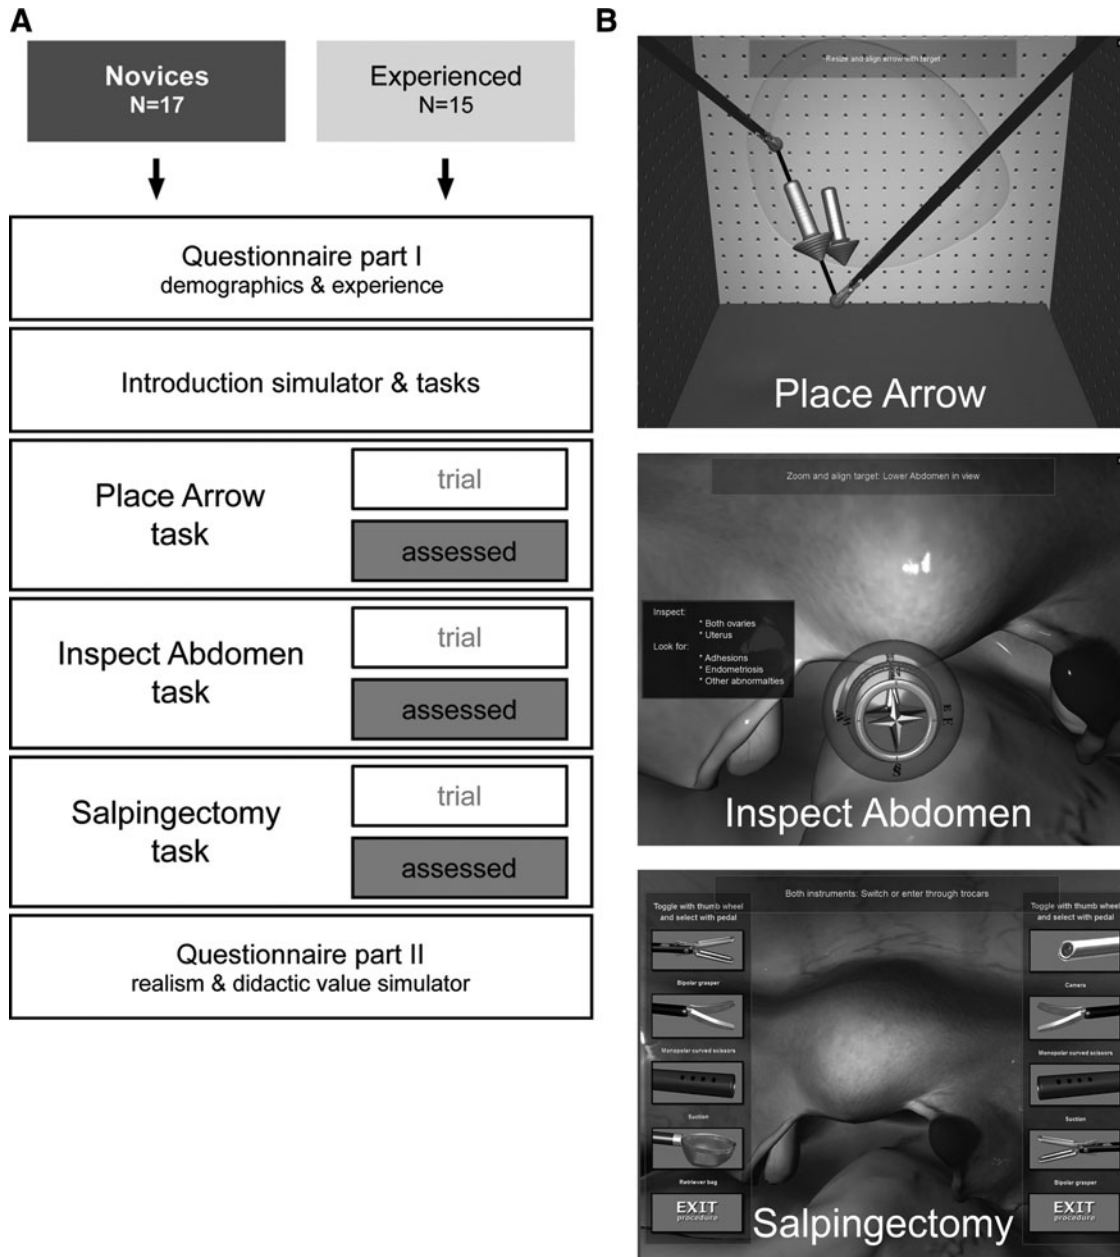 A
Novices
N=17
Experienced
N=15
Questionnaire part I
demographics & experience
Introduction simulator & tasks
Place Arrow
task
trial
assessed
Inspect Abdomen
task
trial
assessed
Salpingectomy
task
trial
assessed
Questionnaire part II
realism & didactic value simulator
B
Resize and align arrow with target
Place Arrow
Zoom and align target: Lower Abdomen in view
Inspect:
* Both ovaries
* Uterus
Look for:
* Adhesions
* Endometriosis
* Other abnormalties
E
E
S
Inspect Abdomen
Both instruments: Switch or enter through trocars
Toggle with thumb wheel
and select with pedal
Bipolar grasper
Monopolar curved scissors
Suction
Retriever bag
EXIT
procedure
Toggle with thumb wheel
and select with pedal
Camera
Monopolar curved scissors
Suction
Bipolar grasper
EXIT
procedure
Salpingectomy